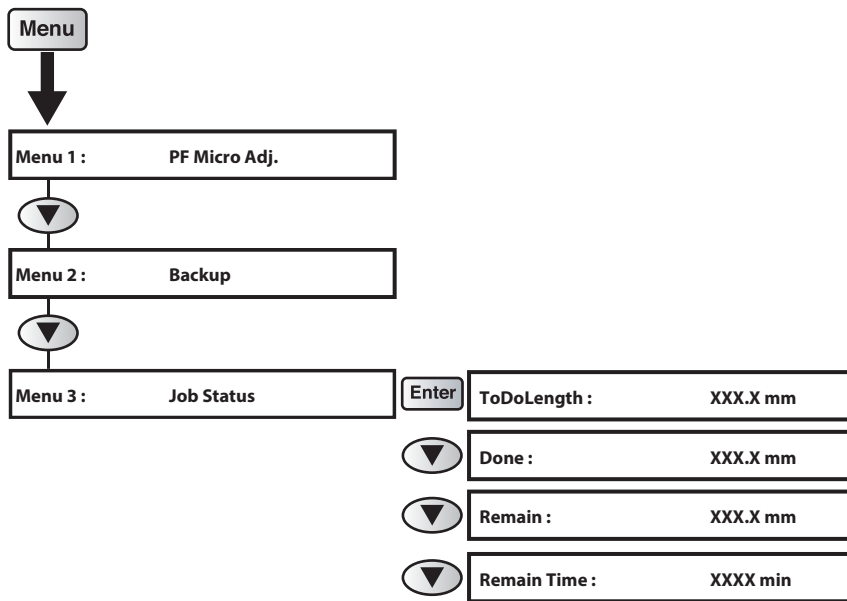 Menu
Menu 1 : PF Micro Adj.
Menu 2 : Backup
Menu 3 : Job Status
Enter
ToDoLength : XXX.X mm
Done : XXX.X mm
Remain : XXX.X mm
Remain Time : XXXX min